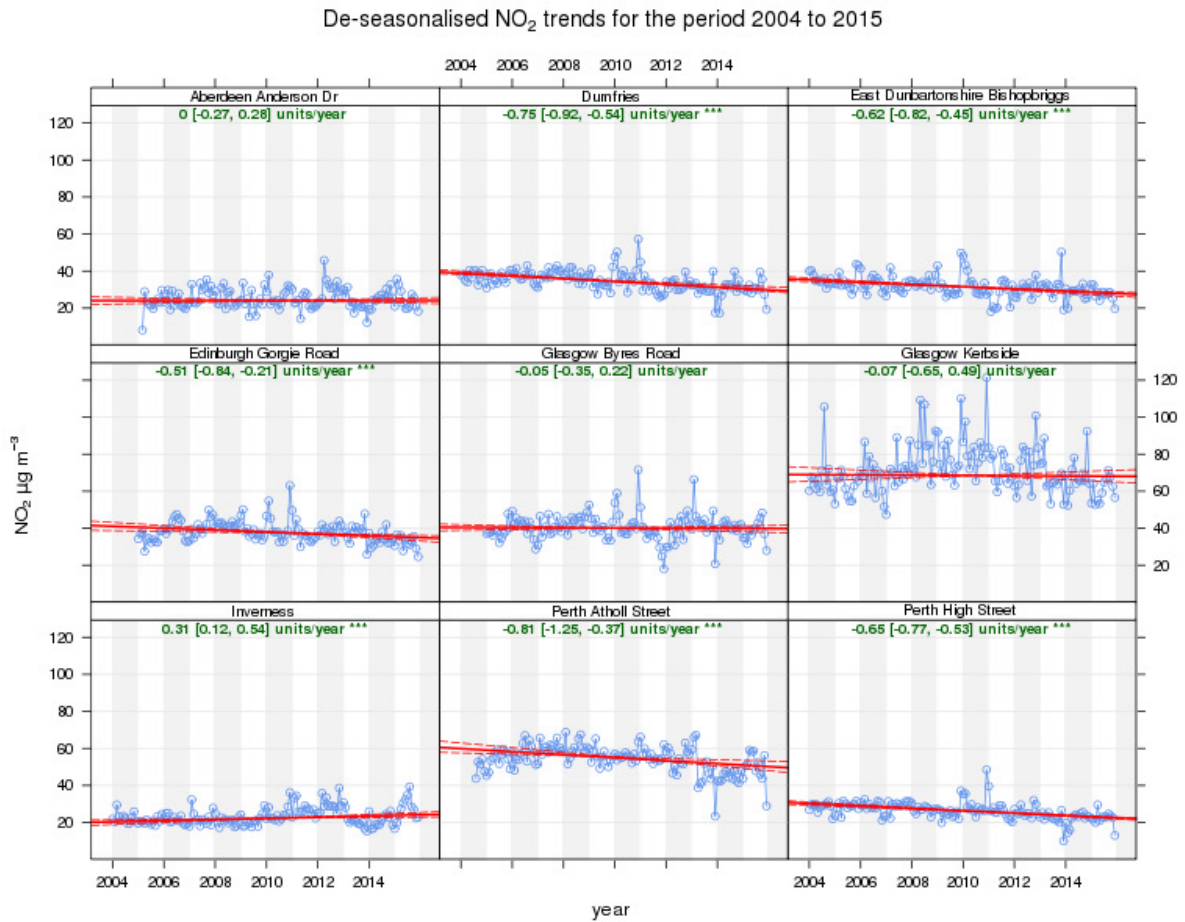 De-seasonalised NO₂ trends for the period 2004 to 2015
2004 2006 2008 2010 2012 2014
Aberdeen Anderson Dr
0 [-0.27, 0.28] units/year
Dumfries
-0.75 [-0.92, -0.54] units/year ***
East Dunbartonshire Bishopbriggs
-0.62 [-0.82, -0.45] units/year ***
120
100
80
60
40
20
Edinburgh Gorgie Road
-0.51 [-0.84, -0.21] units/year ***
Glasgow Byres Road
-0.05 [-0.35, 0.22] units/year
Glasgow Kerbside
-0.07 [-0.65, 0.49] units/year
120
100
80
60
40
20
NO₂ µg m⁻³
Inverness
0.31 [0.12, 0.54] units/year ***
Perth Atholl Street
-0.81 [-1.25, -0.37] units/year ***
Perth High Street
-0.65 [-0.77, -0.53] units/year ***
120
100
80
60
40
20
2004 2006 2008 2010 2012 2014
2004 2006 2008 2010 2012 2014
year